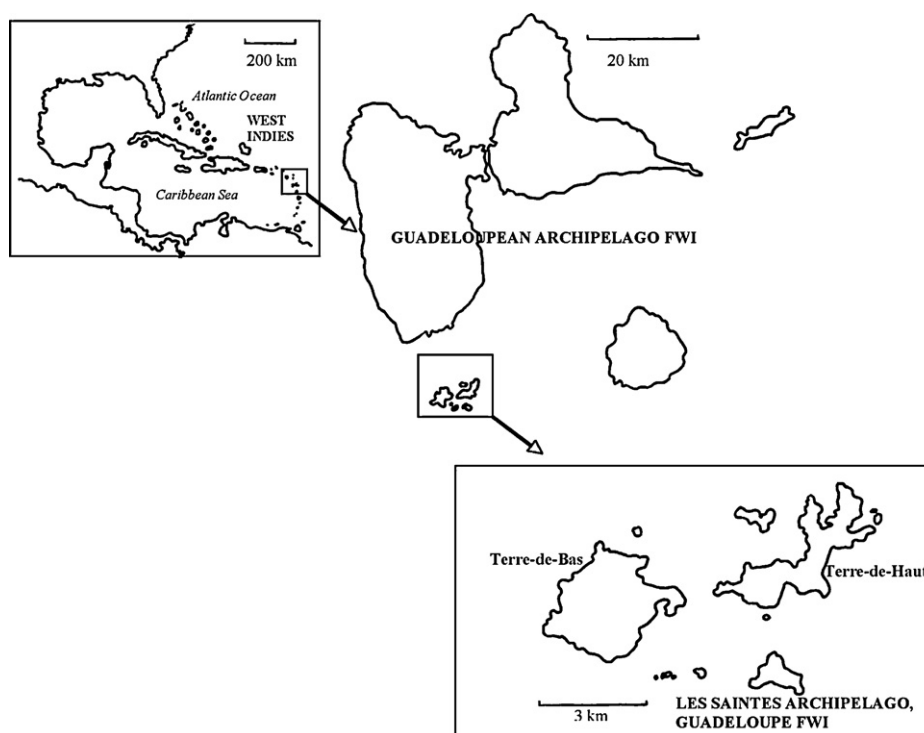 200 km
Atlantic Ocean
WEST
INDIES
Caribbean Sea
20 km
GUADELOUPEAN ARCHIPELAGO FWI
Terre-de-Bas
Terre-de-Haut
3 km
LES SAINTES ARCHIPELAGO,
GUADELOUPE FWI